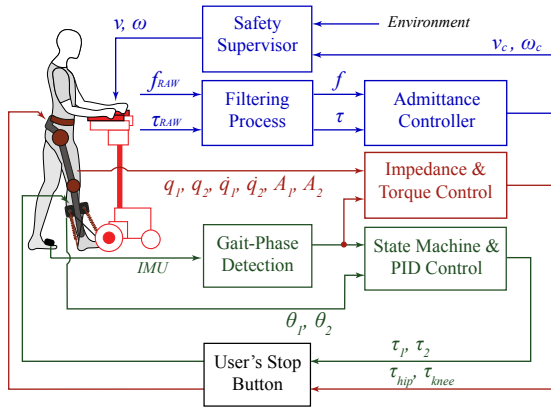 v, ω
Safety
Supervisor
Environment
v_c, ω_c
f_RAW
τ_RAW
Filtering
Process
f
τ
Admittance
Controller
q_1, q_2, q̇_1, q̇_2, A_1, A_2
Impedance &
Torque Control
IMU
Gait-Phase
Detection
State Machine &
PID Control
θ_1, θ_2
User's Stop
Button
τ_1, τ_2
τ_hip, τ_knee